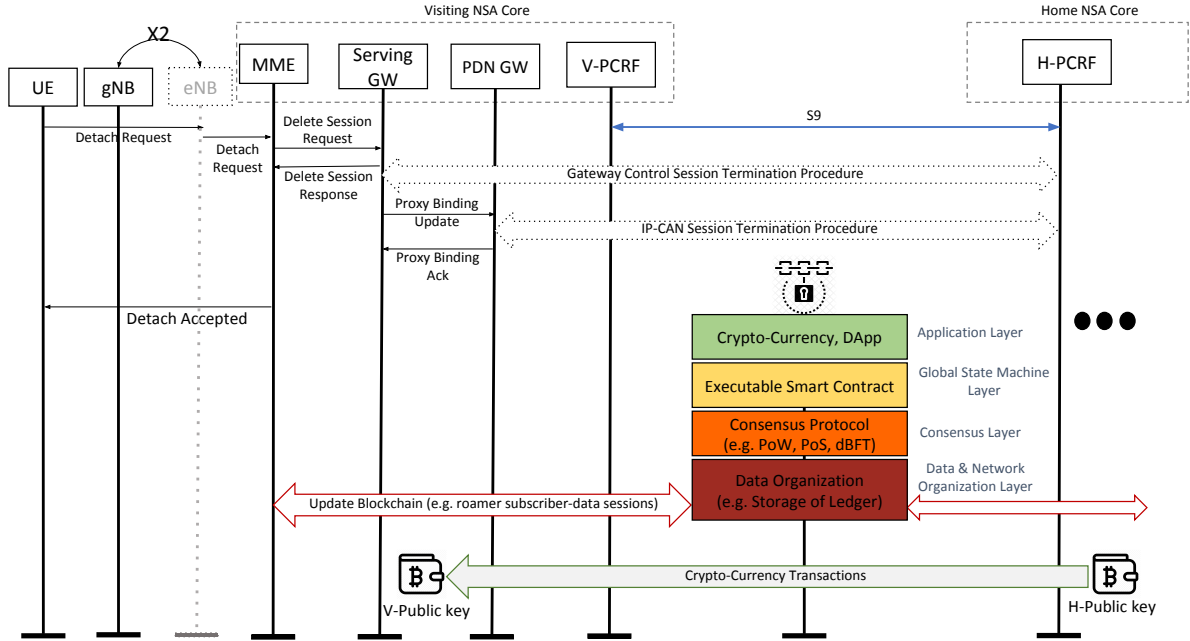 Visiting NSA Core
Home NSA Core
X2
UE
gNB
eNB
MME
Serving
GW
PDN GW
V-PCRF
H-PCRF
Detach Request
Detach
Request
Delete Session
Request
S9
Delete Session
Response
Gateway Control Session Termination Procedure
Proxy Binding
Update
IP-CAN Session Termination Procedure
Proxy Binding
Ack
Detach Accepted
Crypto-Currency, DApp
Application Layer
Executable Smart Contract
Global State Machine
Layer
Consensus Protocol
(e.g. PoW, PoS, dBFT)
Consensus Layer
Data Organization
(e.g. Storage of Ledger)
Data & Network
Organization Layer
Update Blockchain (e.g. roamer subscriber-data sessions)
Crypto-Currency Transactions
V-Public key
H-Public key